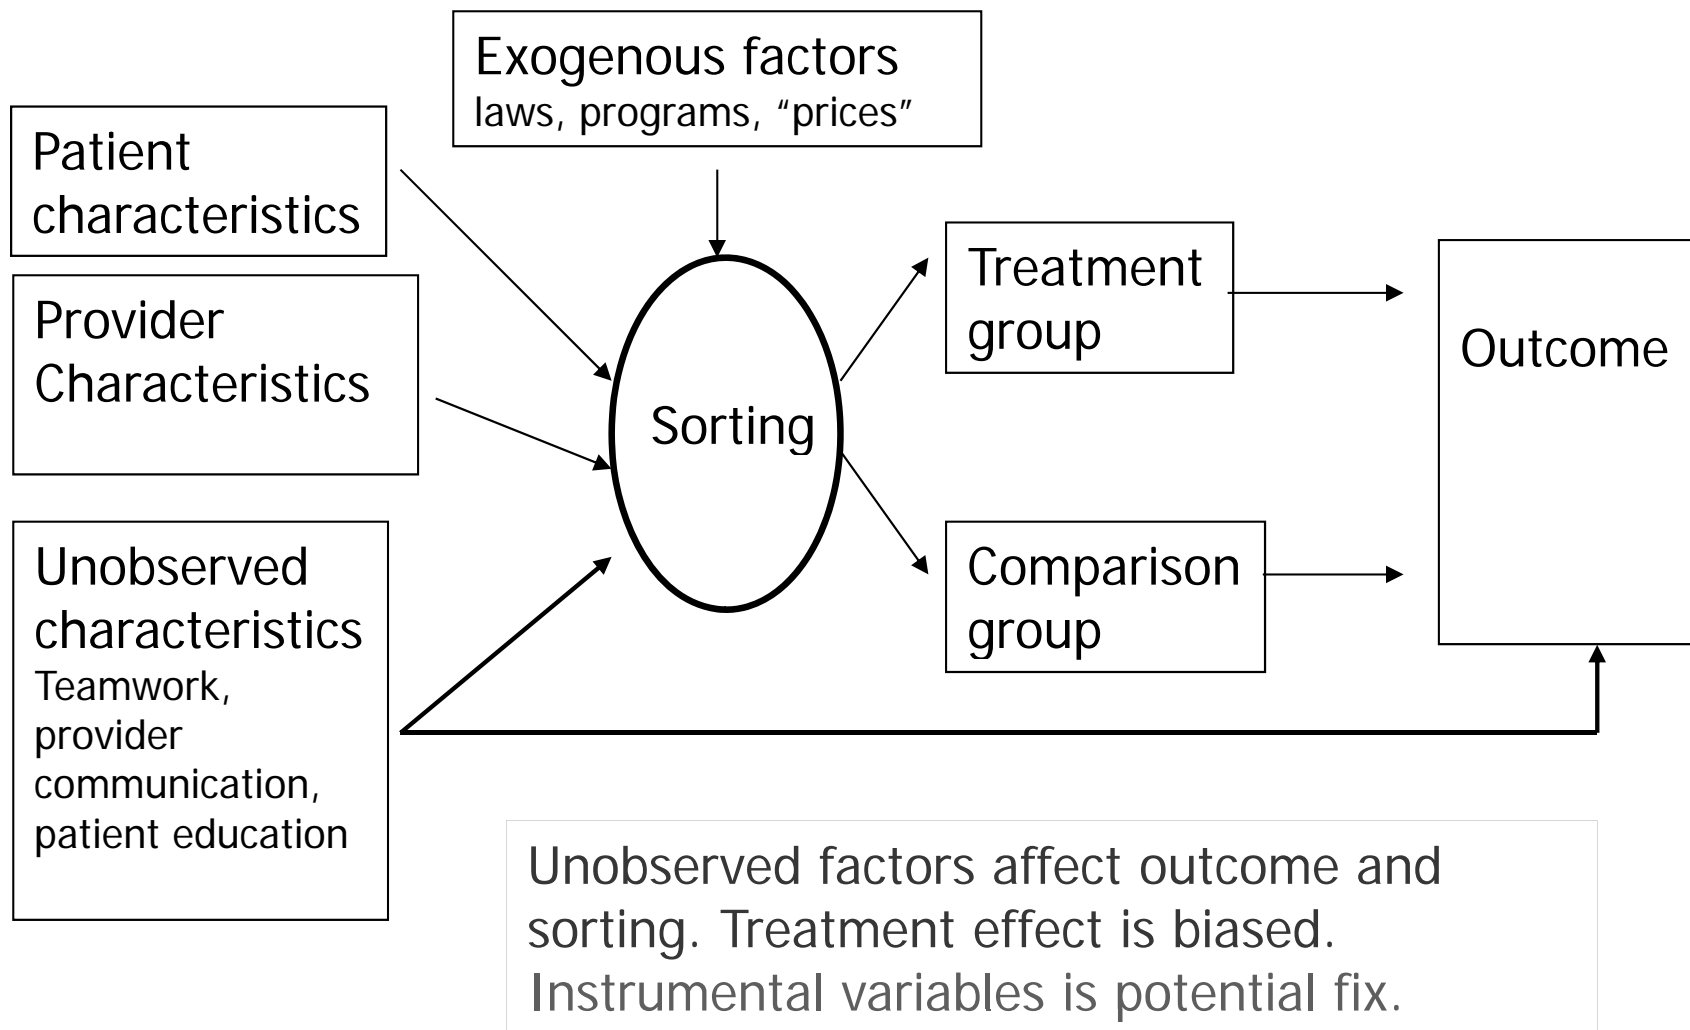 Exogenous factors
laws, programs, “prices”
Patient
characteristics
Provider
Characteristics
Unobserved
characteristics
Teamwork,
provider
communication,
patient education
Sorting
Treatment
group
Comparison
group
Outcome
Unobserved factors affect outcome and
sorting. Treatment effect is biased.
Instrumental variables is potential fix.